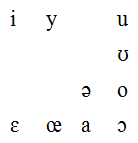 i y u
ʊ
ə o
ɛ œ a ɔ